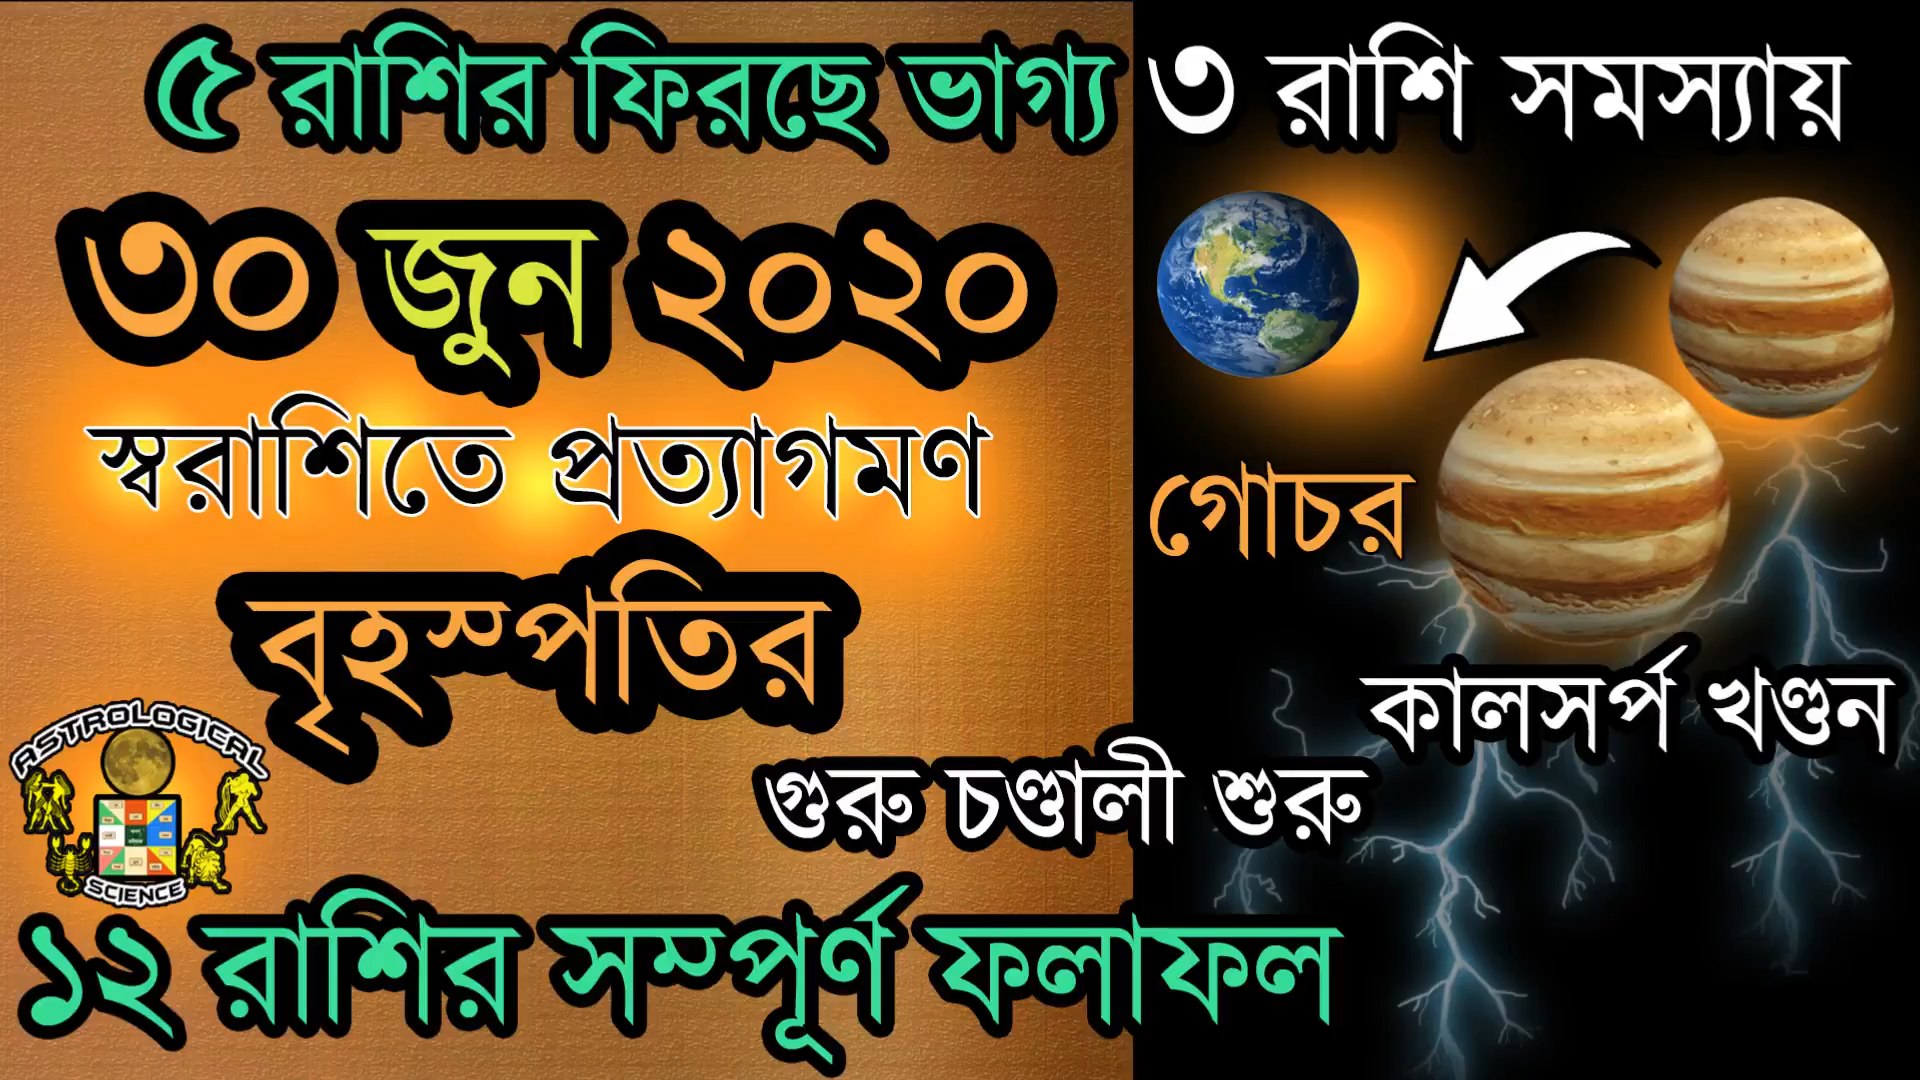 ৫ রাশির ফিরছে ভাগ্য ৩ রাশি সমস্যায়
৩০ জুন ২০২০
স্বরাশিতে প্রত্যাগমণ
বৃহস্পতির
গোচর
কালসর্প খণ্ডন
গুরু চণ্ডালী শুরু
ASTROLOGICAL
SCIENCE
১২ রাশির সম্পূর্ণ ফলাফল